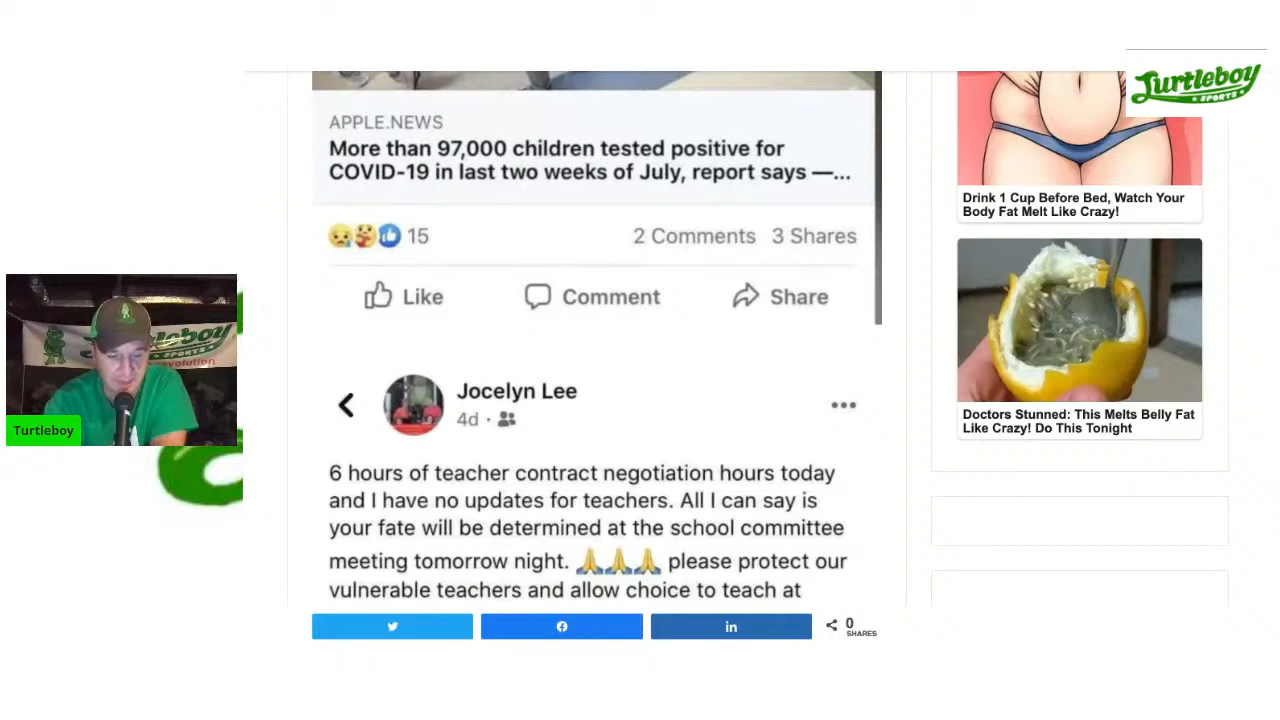 Turtleboy
SPORTS
APPLE.NEWS
More than 97,000 children tested positive for
COVID-19 in last two weeks of July, report says —...
15
2 Comments 3 Shares
Like
Comment
Share
Jocelyn Lee
4d
6 hours of teacher contract negotiation hours today
and I have no updates for teachers. All I can say is
your fate will be determined at the school committee
meeting tomorrow night. 🙏🙏🙏 please protect our
vulnerable teachers and allow choice to teach at
0
SHARES
Drink 1 Cup Before Bed, Watch Your
Body Fat Melt Like Crazy!
Doctors Stunned: This Melts Belly Fat
Like Crazy! Do This Tonight
Turtleboy
SPORTS
Turtleboy